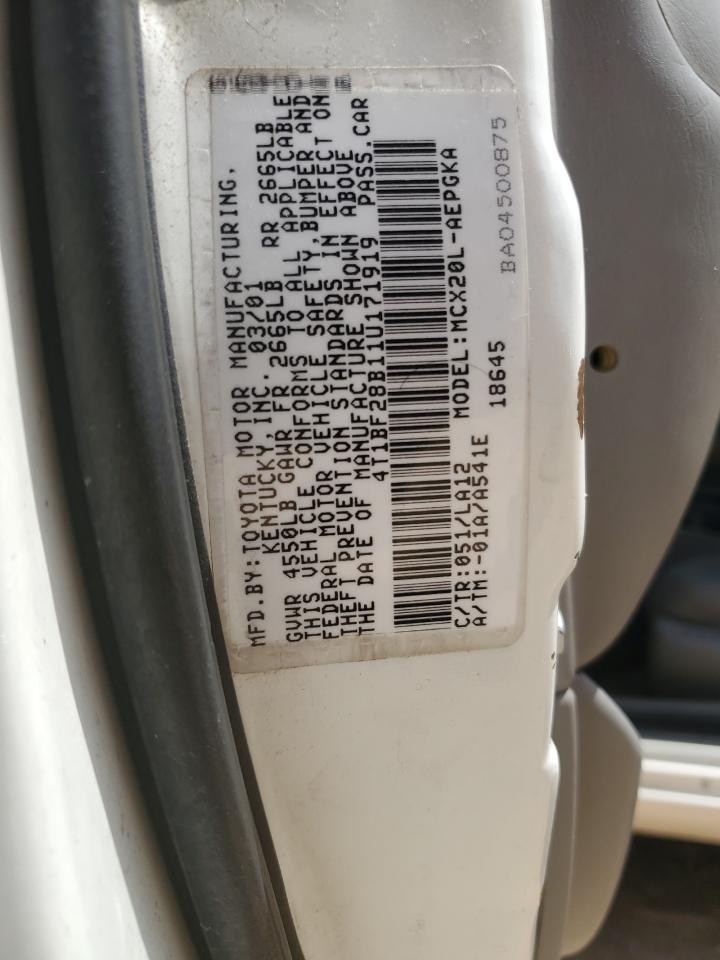 MFD.BY:TOYOTA MOTOR MANUFACTURING,
KENTUCKY,INC. 03/01
GVWR 4550LB GAWR FR 2665LB RR 2665LB
THIS VEHICLE CONFORMS TO ALL APPLICABLE
FEDERAL MOTOR VEHICLE SAFETY,BUMPER AND
THEFT PREVENTION STANDARDS IN EFFECT ON
THE DATE OF MANUFACTURE SHOWN ABOVE
4T1BF28B11U171919 PASS.CAR
C/TR:051/LA12 MODEL:MCX20L-AEPGKA
A/TM:-01A/A541E 18645
BA04500875